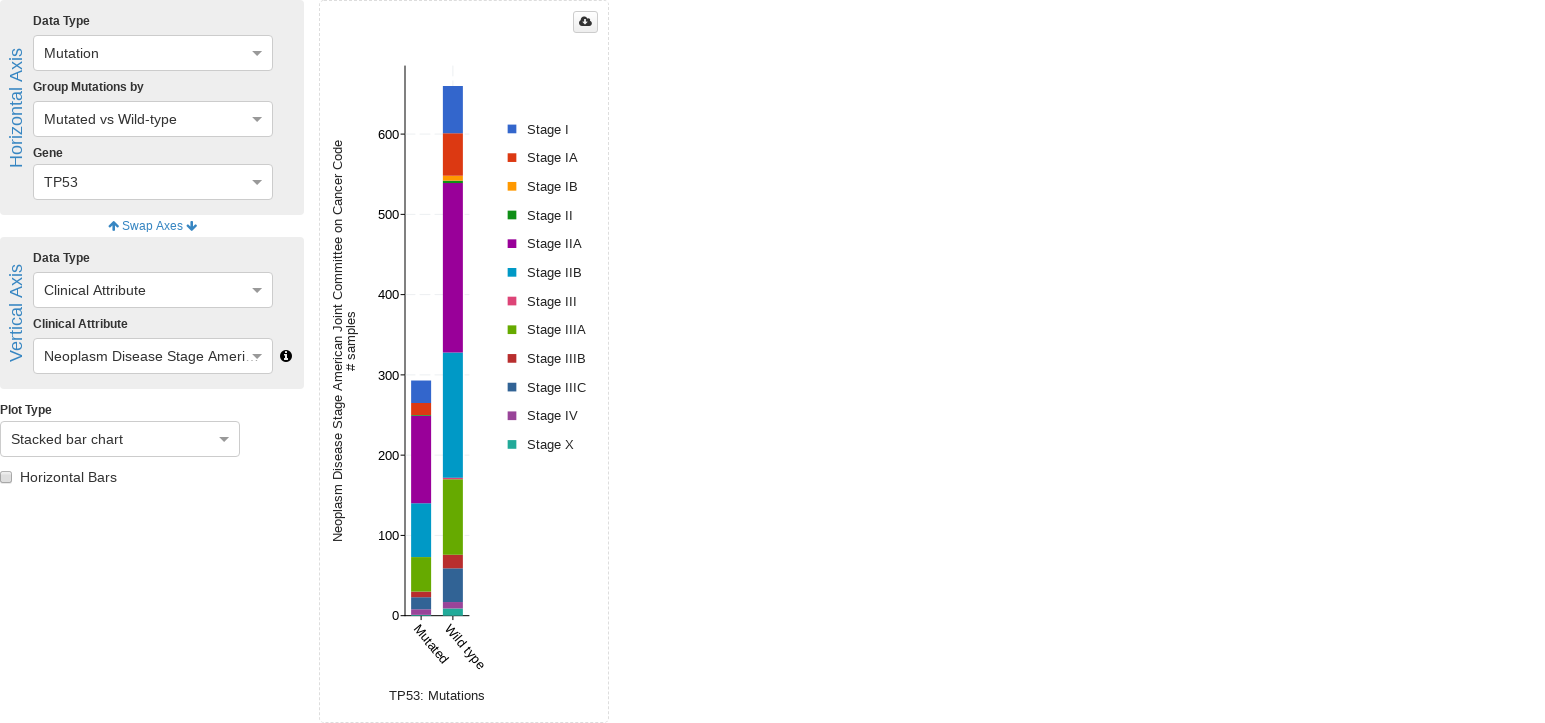 Horizontal Axis
Data Type
Mutation
Group Mutations by
Mutated vs Wild-type
Gene
TP53
Swap Axes
Vertical Axis
Data Type
Clinical Attribute
Clinical Attribute
Neoplasm Disease Stage Ameri...
Plot Type
Stacked bar chart
Horizontal Bars
Neoplasm Disease Stage American Joint Committee on Cancer Code
# samples
600
500
400
300
200
100
0
Mutated
Wild type
TP53: Mutations
Stage I
Stage IA
Stage IB
Stage II
Stage IIA
Stage IIB
Stage III
Stage IIIA
Stage IIIB
Stage IIIC
Stage IV
Stage X